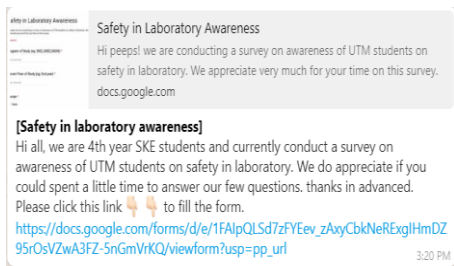 Safety in Laboratory Awareness
Safety in Laboratory Awareness
Hi peeps! we are conducting a survey on awareness of UTM students on
safety in laboratory. We appreciate very much for your time on this survey.
docs.google.com
[Safety in laboratory awareness]
Hi all, we are 4th year SKE students and currently conduct a survey on
awareness of UTM students on safety in laboratory. We do appreciate if you
could spent a little time to answer our few questions. thanks in advanced.
Please click this link 👇🏻 👇🏻 to fill the form.
https://docs.google.com/forms/d/e/1FAIpQLSd7zFYEev_zAxyCbkNeRExglHmDZ
95rOsVZwA3FZ-5nGmVrKQ/viewform?usp=pp_url
3:20 PM